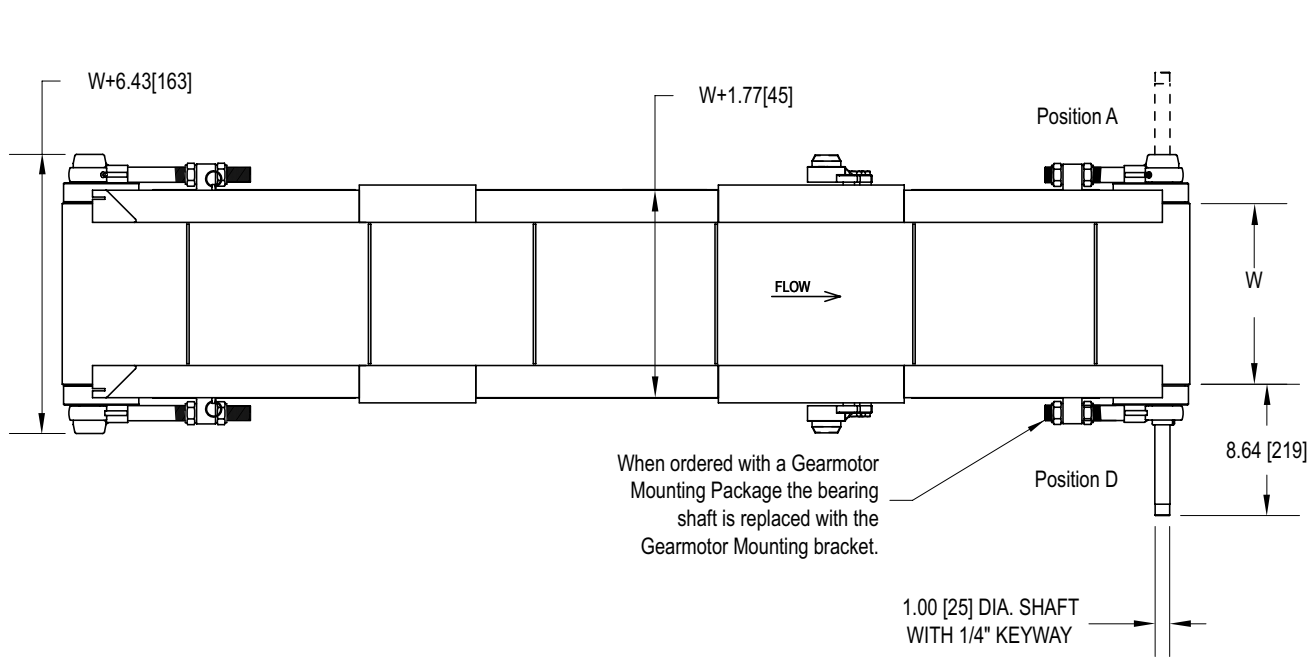 W+6.43[163]
W+1.77[45]
Position A
FLOW
W
8.64 [219]
When ordered with a Gearmotor
Mounting Package the bearing
shaft is replaced with the
Gearmotor Mounting bracket.
Position D
1.00 [25] DIA. SHAFT
WITH 1/4" KEYWAY